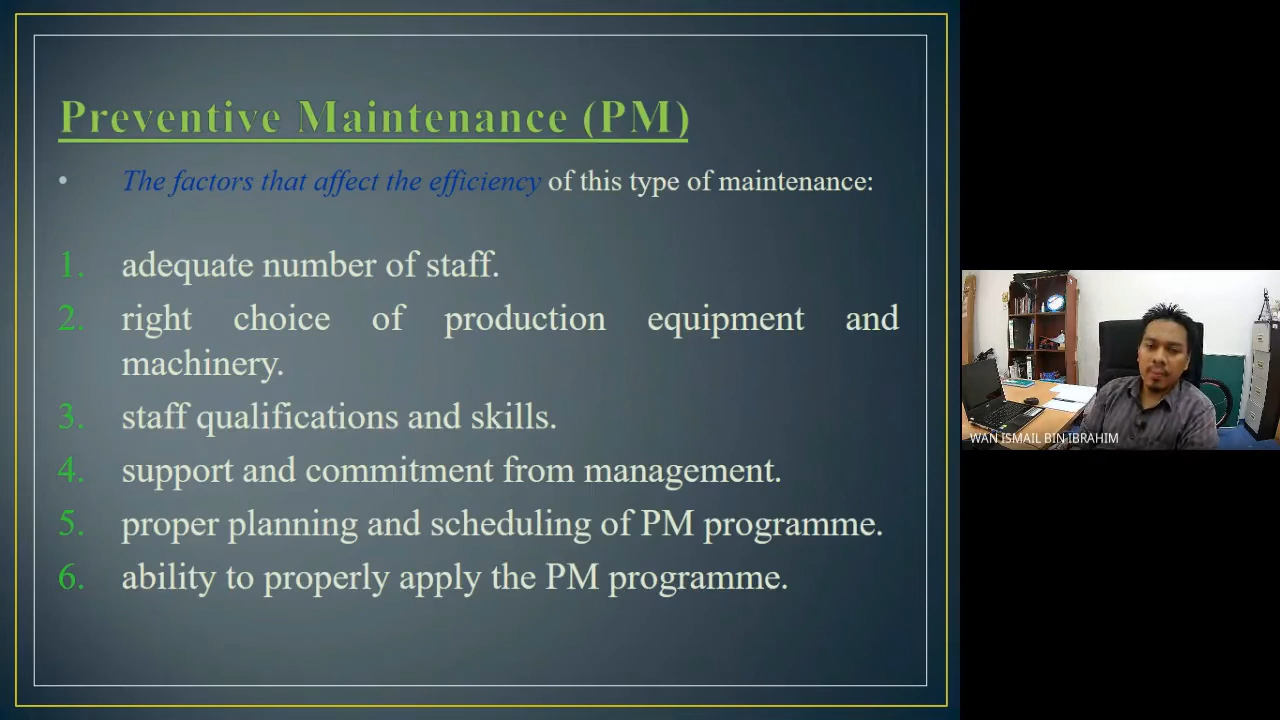 Preventive Maintenance (PM)
• The factors that affect the efficiency of this type of maintenance:
1. adequate number of staff.
2. right choice of production equipment and
machinery.
3. staff qualifications and skills.
4. support and commitment from management.
5. proper planning and scheduling of PM programme.
6. ability to properly apply the PM programme.
WAN ISMAIL BIN IBRAHIM